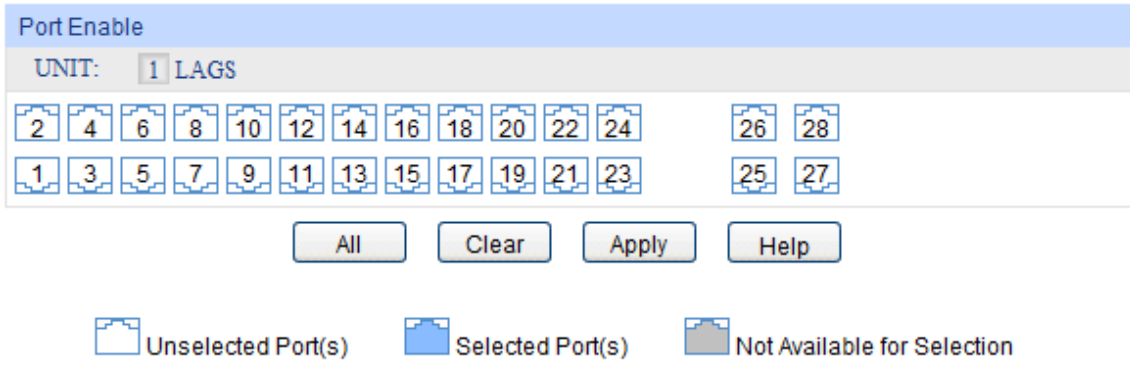 Port Enable
UNIT: 1 LAGS
2 4 6 8 10 12 14 16 18 20 22 24 26 28
1 3 5 7 9 11 13 15 17 19 21 23 25 27
All Clear Apply Help
Unselected Port(s) Selected Port(s) Not Available for Selection